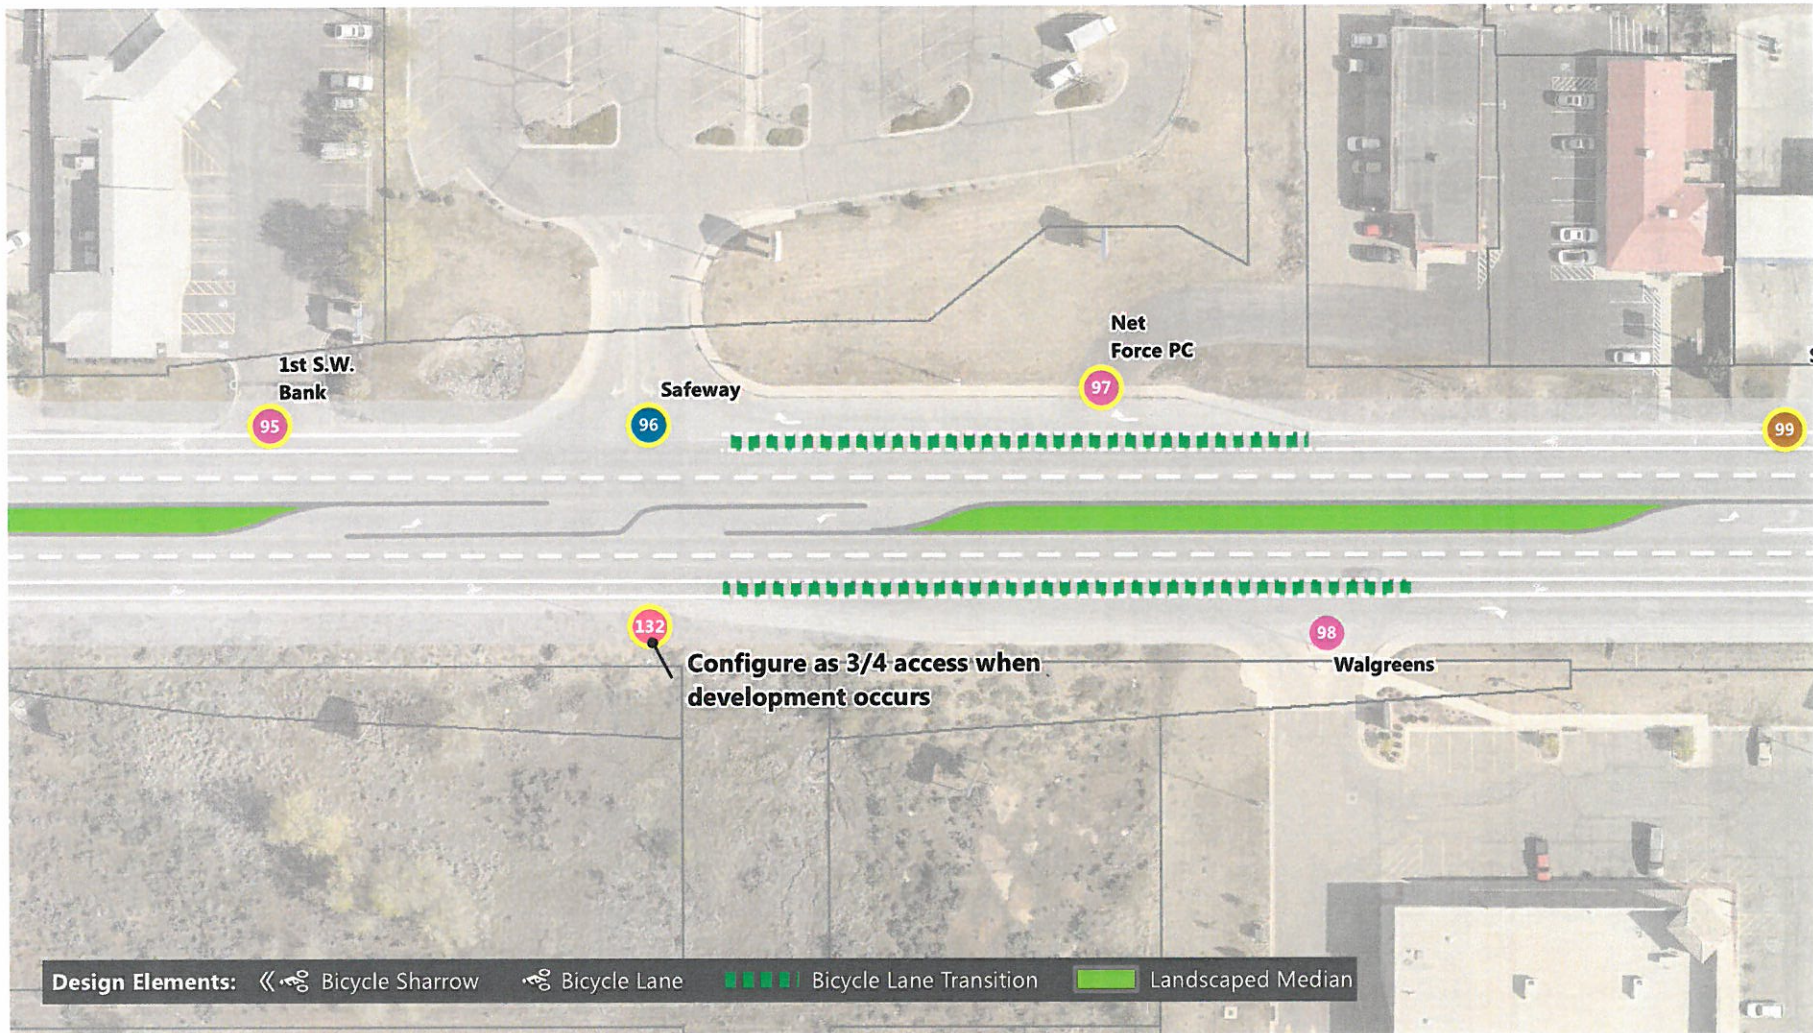 Net
Force PC
1st S.W.
Bank
Safeway
97
95
96
99
132
98
Configure as 3/4 access when
development occurs
Walgreens
Design Elements: Bicycle Sharrow Bicycle Lane Bicycle Lane Transition Landscaped Median